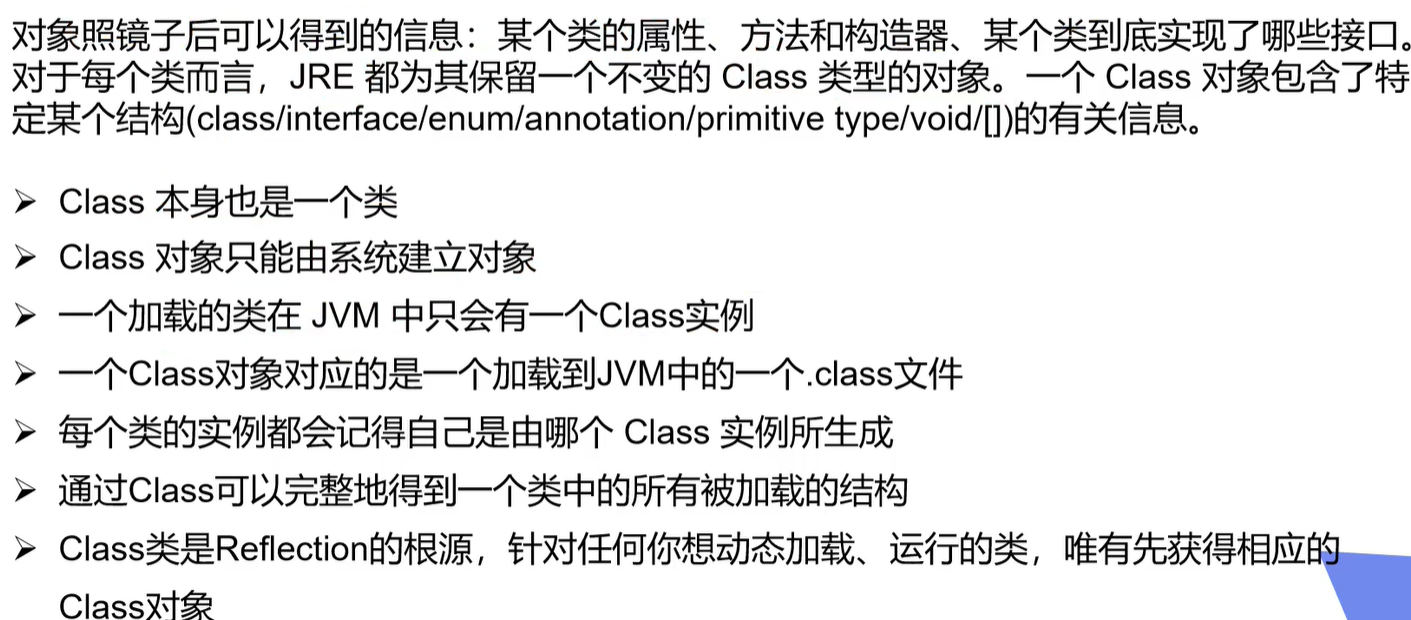 对象照镜子后可以得到的信息：某个类的属性、方法和构造器、某个类到底实现了哪些接口。
对于每个类而言，JRE 都为其保留一个不变的 Class 类型的对象。一个 Class 对象包含了特
定某个结构(class/interface/enum/annotation/primitive type/void/[])的有关信息。
➢ Class 本身也是一个类
➢ Class 对象只能由系统建立对象
➢ 一个加载的类在 JVM 中只会有一个Class实例
➢ 一个Class对象对应的是一个加载到JVM中的一个.class文件
➢ 每个类的实例都会记得自己是由哪个 Class 实例所生成
➢ 通过Class可以完整地得到一个类中的所有被加载的结构
➢ Class类是Reflection的根源，针对任何你想动态加载、运行的类，唯有先获得相应的
Class对象